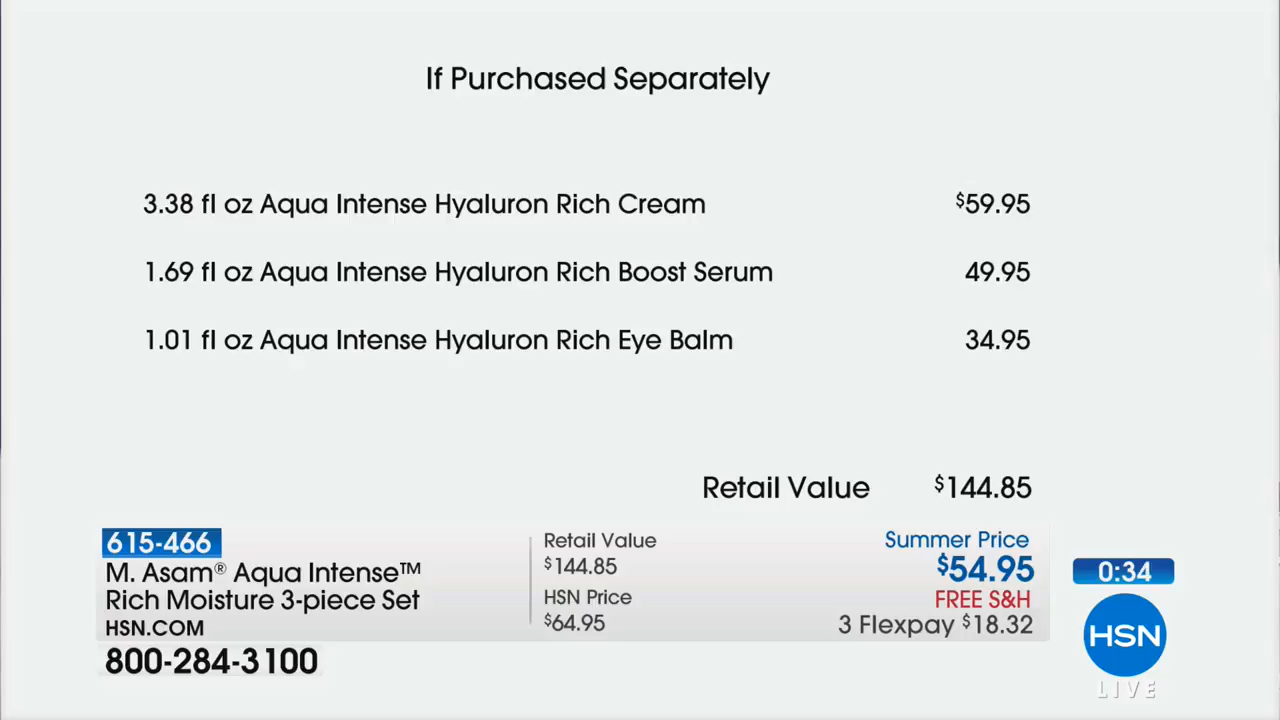 If Purchased Separately
3.38 fl oz Aqua Intense Hyaluron Rich Cream $59.95
1.69 fl oz Aqua Intense Hyaluron Rich Boost Serum 49.95
1.01 fl oz Aqua Intense Hyaluron Rich Eye Balm 34.95
Retail Value $144.85
615-466
M. Asam® Aqua Intense™
Rich Moisture 3-piece Set
HSN.COM
800-284-3100
Retail Value
$144.85
HSN Price
$64.95
Summer Price
$54.95
FREE S&H
3 Flexpay $18.32
0:34
HSN
LIVE